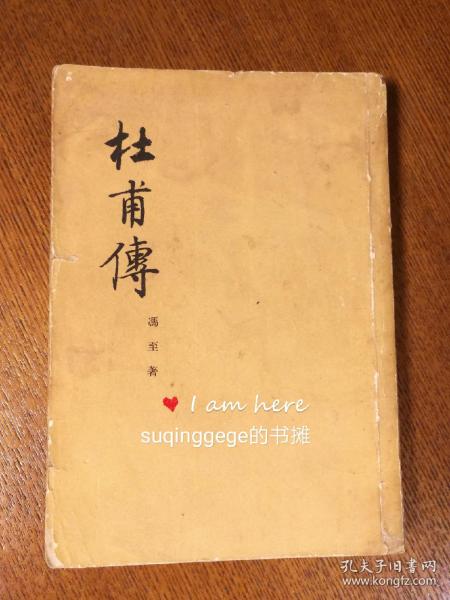 杜甫傳
馮至著
❤ I am here
suqinggege的书摊
孔夫子旧书网
www.kongfz.com